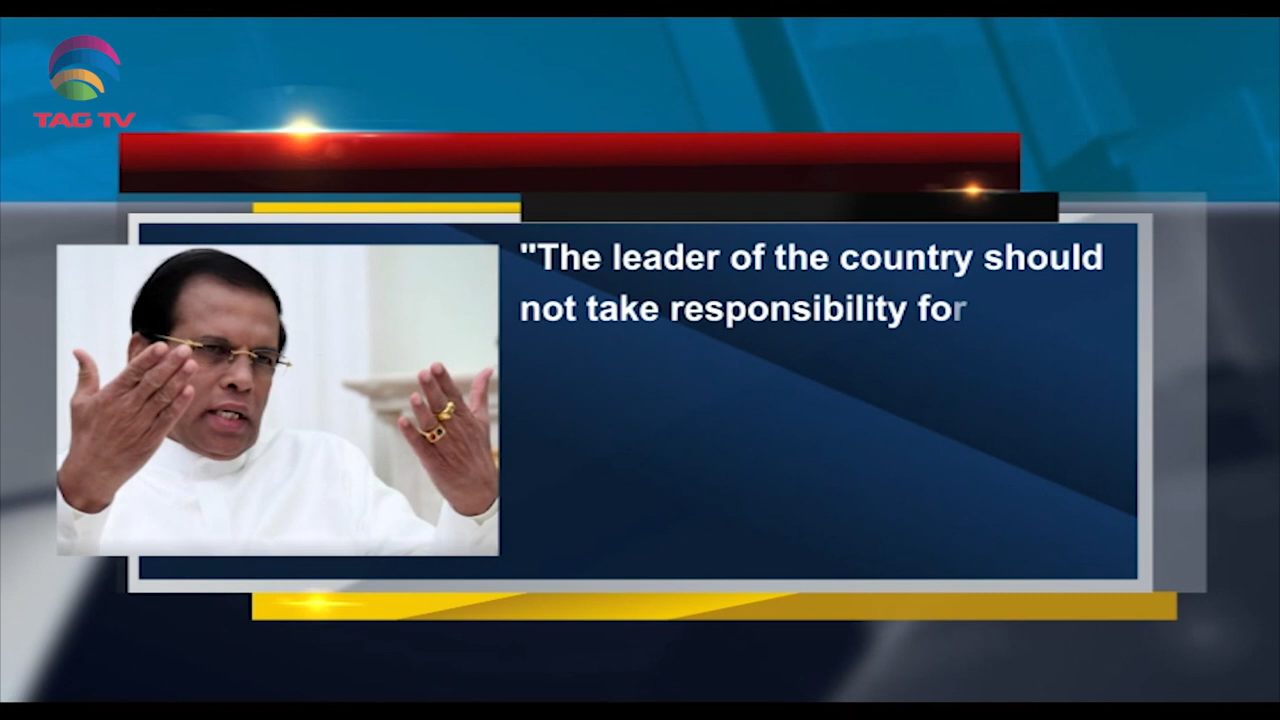 TAG TV
"The leader of the country should
not take responsibility for